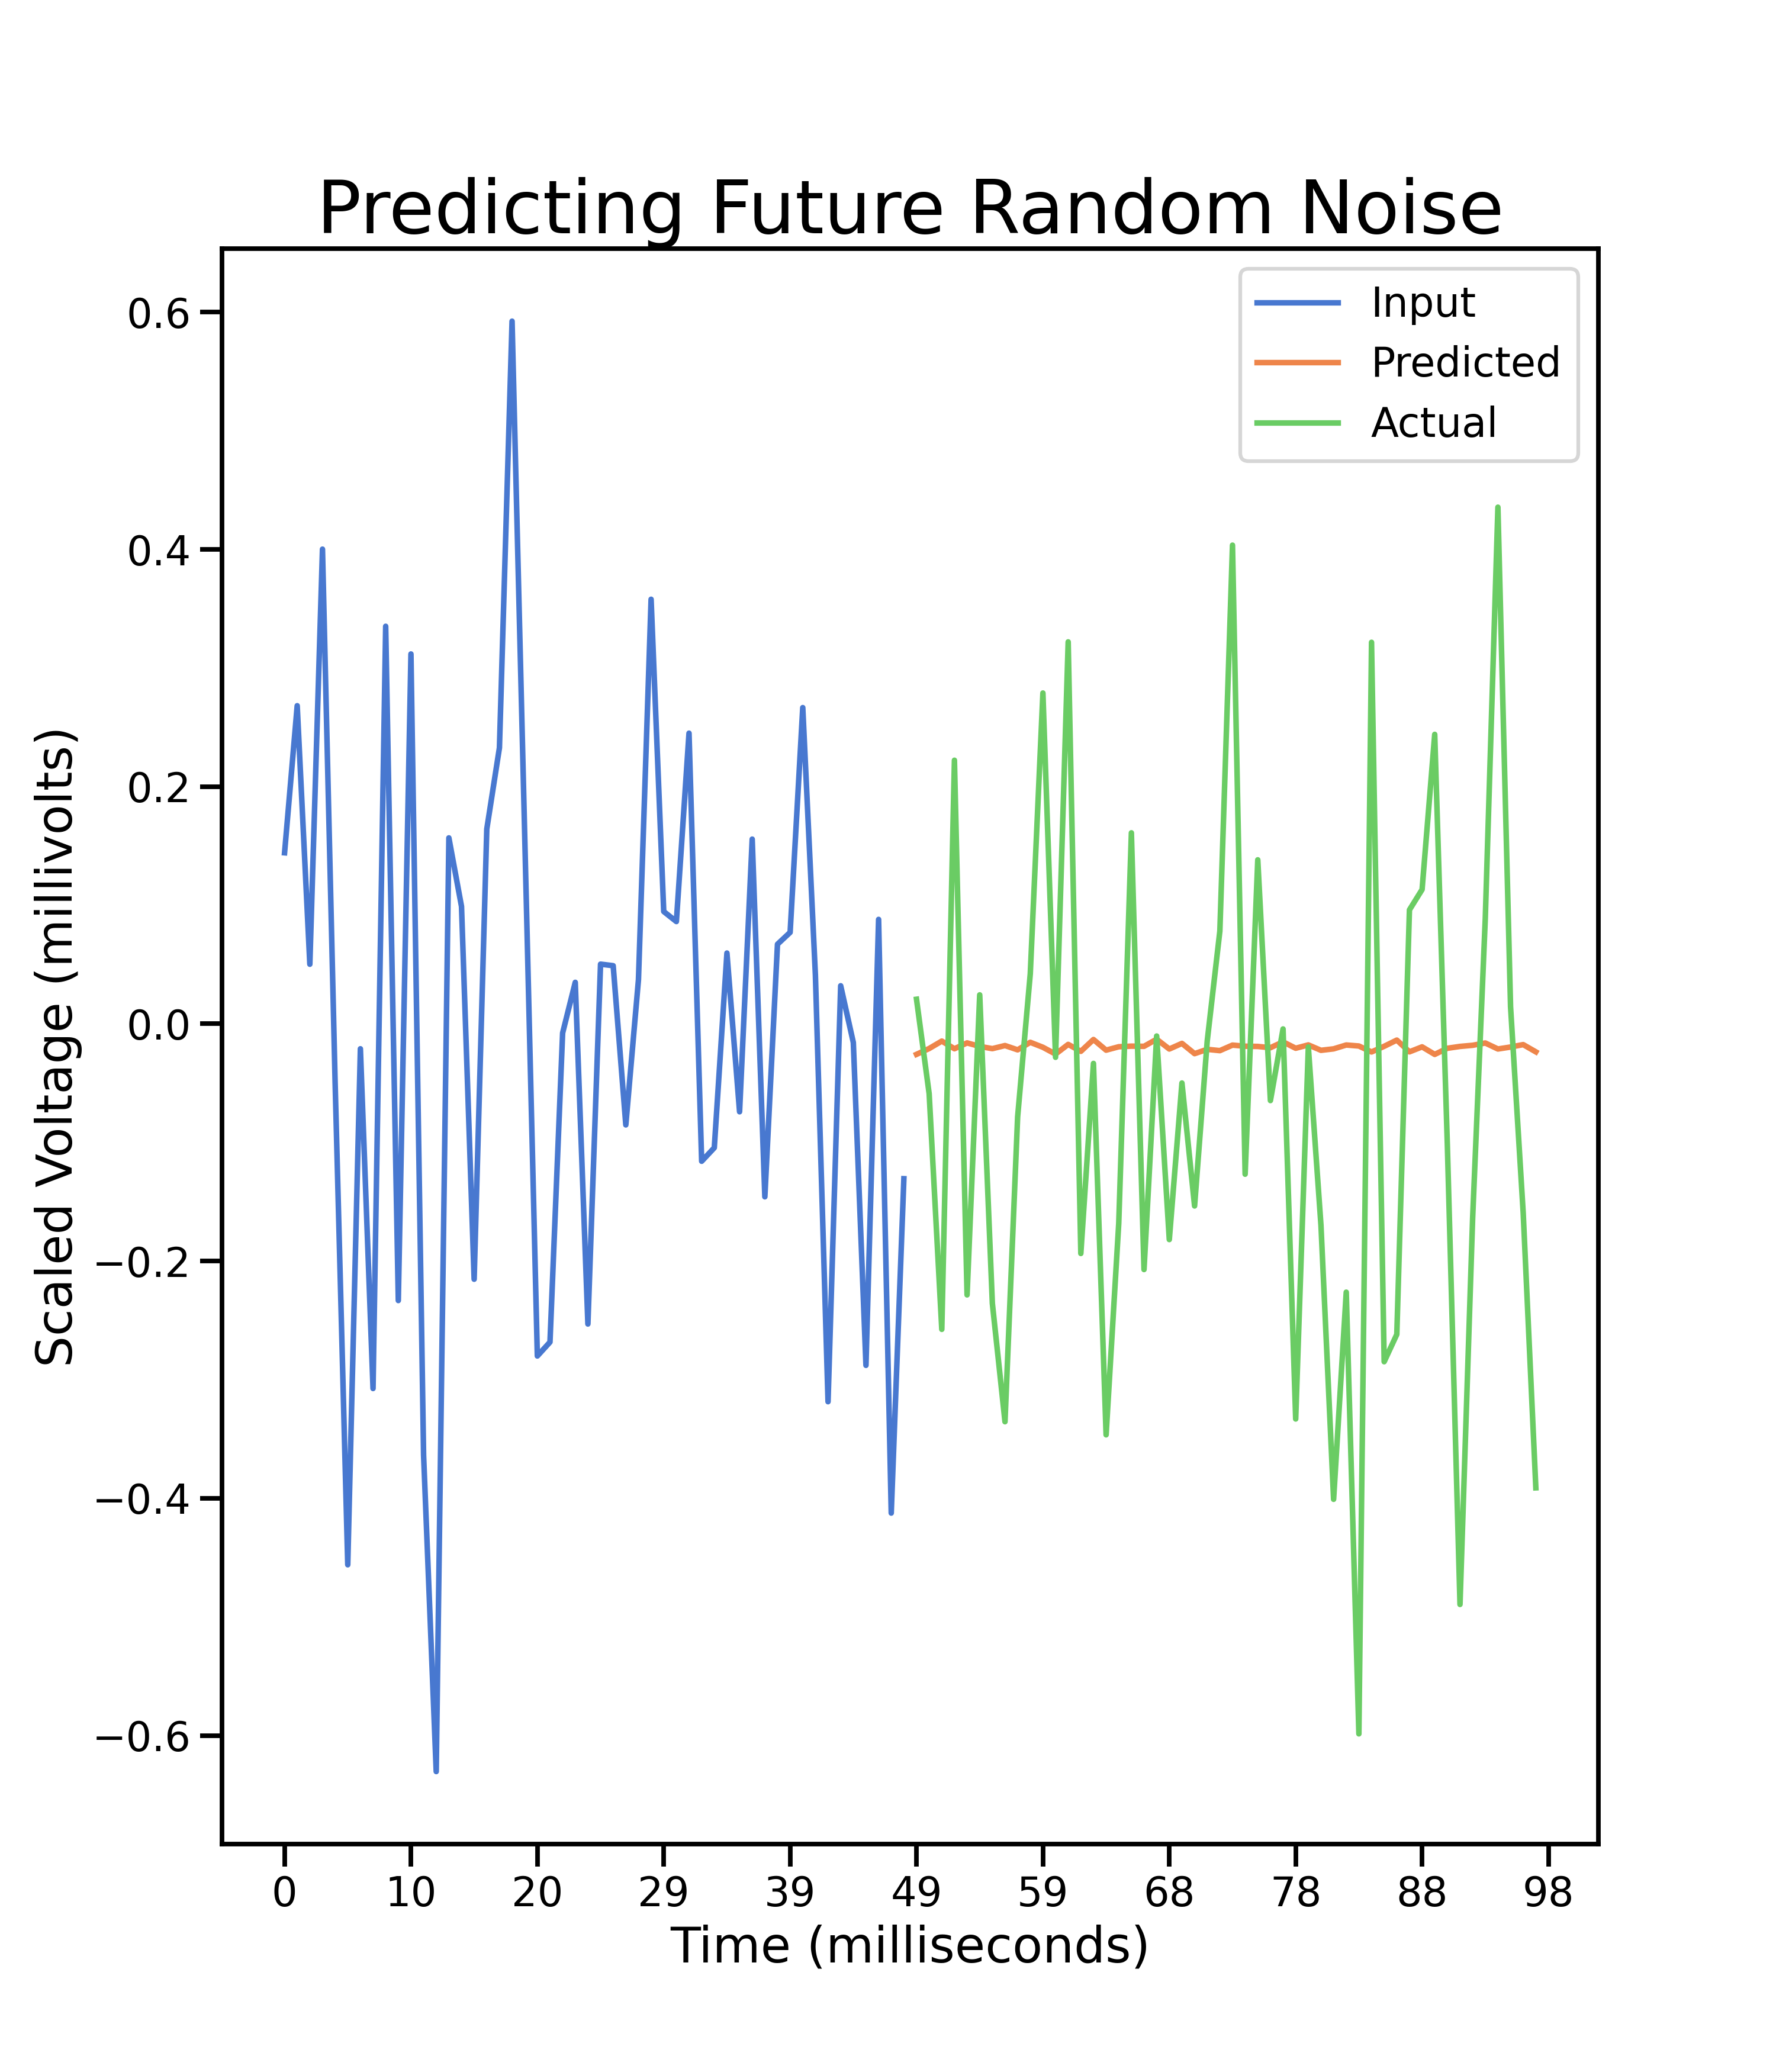 Predicting Future Random Noise
Input
Predicted
Actual
0.6
0.4
0.2
0.0
−0.2
−0.4
−0.6
Scaled Voltage (millivolts)
0 10 20 29 39 49 59 68 78 88 98
Time (milliseconds)